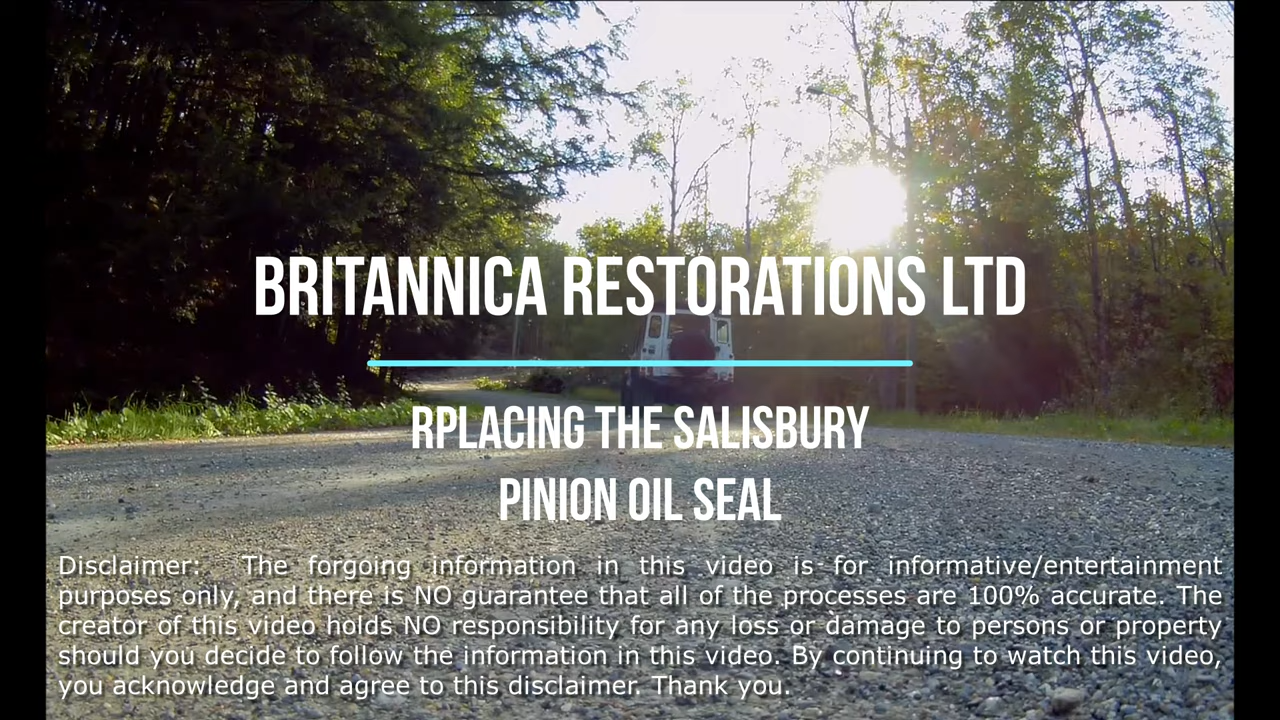 BRITANNICA RESTORATIONS LTD
RPLACING THE SALISBURY
PINION OIL SEAL
Disclaimer: The forgoing information in this video is for informative/entertainment
purposes only, and there is NO guarantee that all of the processes are 100% accurate. The
creator of this video holds NO responsibility for any loss or damage to persons or property
should you decide to follow the information in this video. By continuing to watch this video,
you acknowledge and agree to this disclaimer. Thank you.